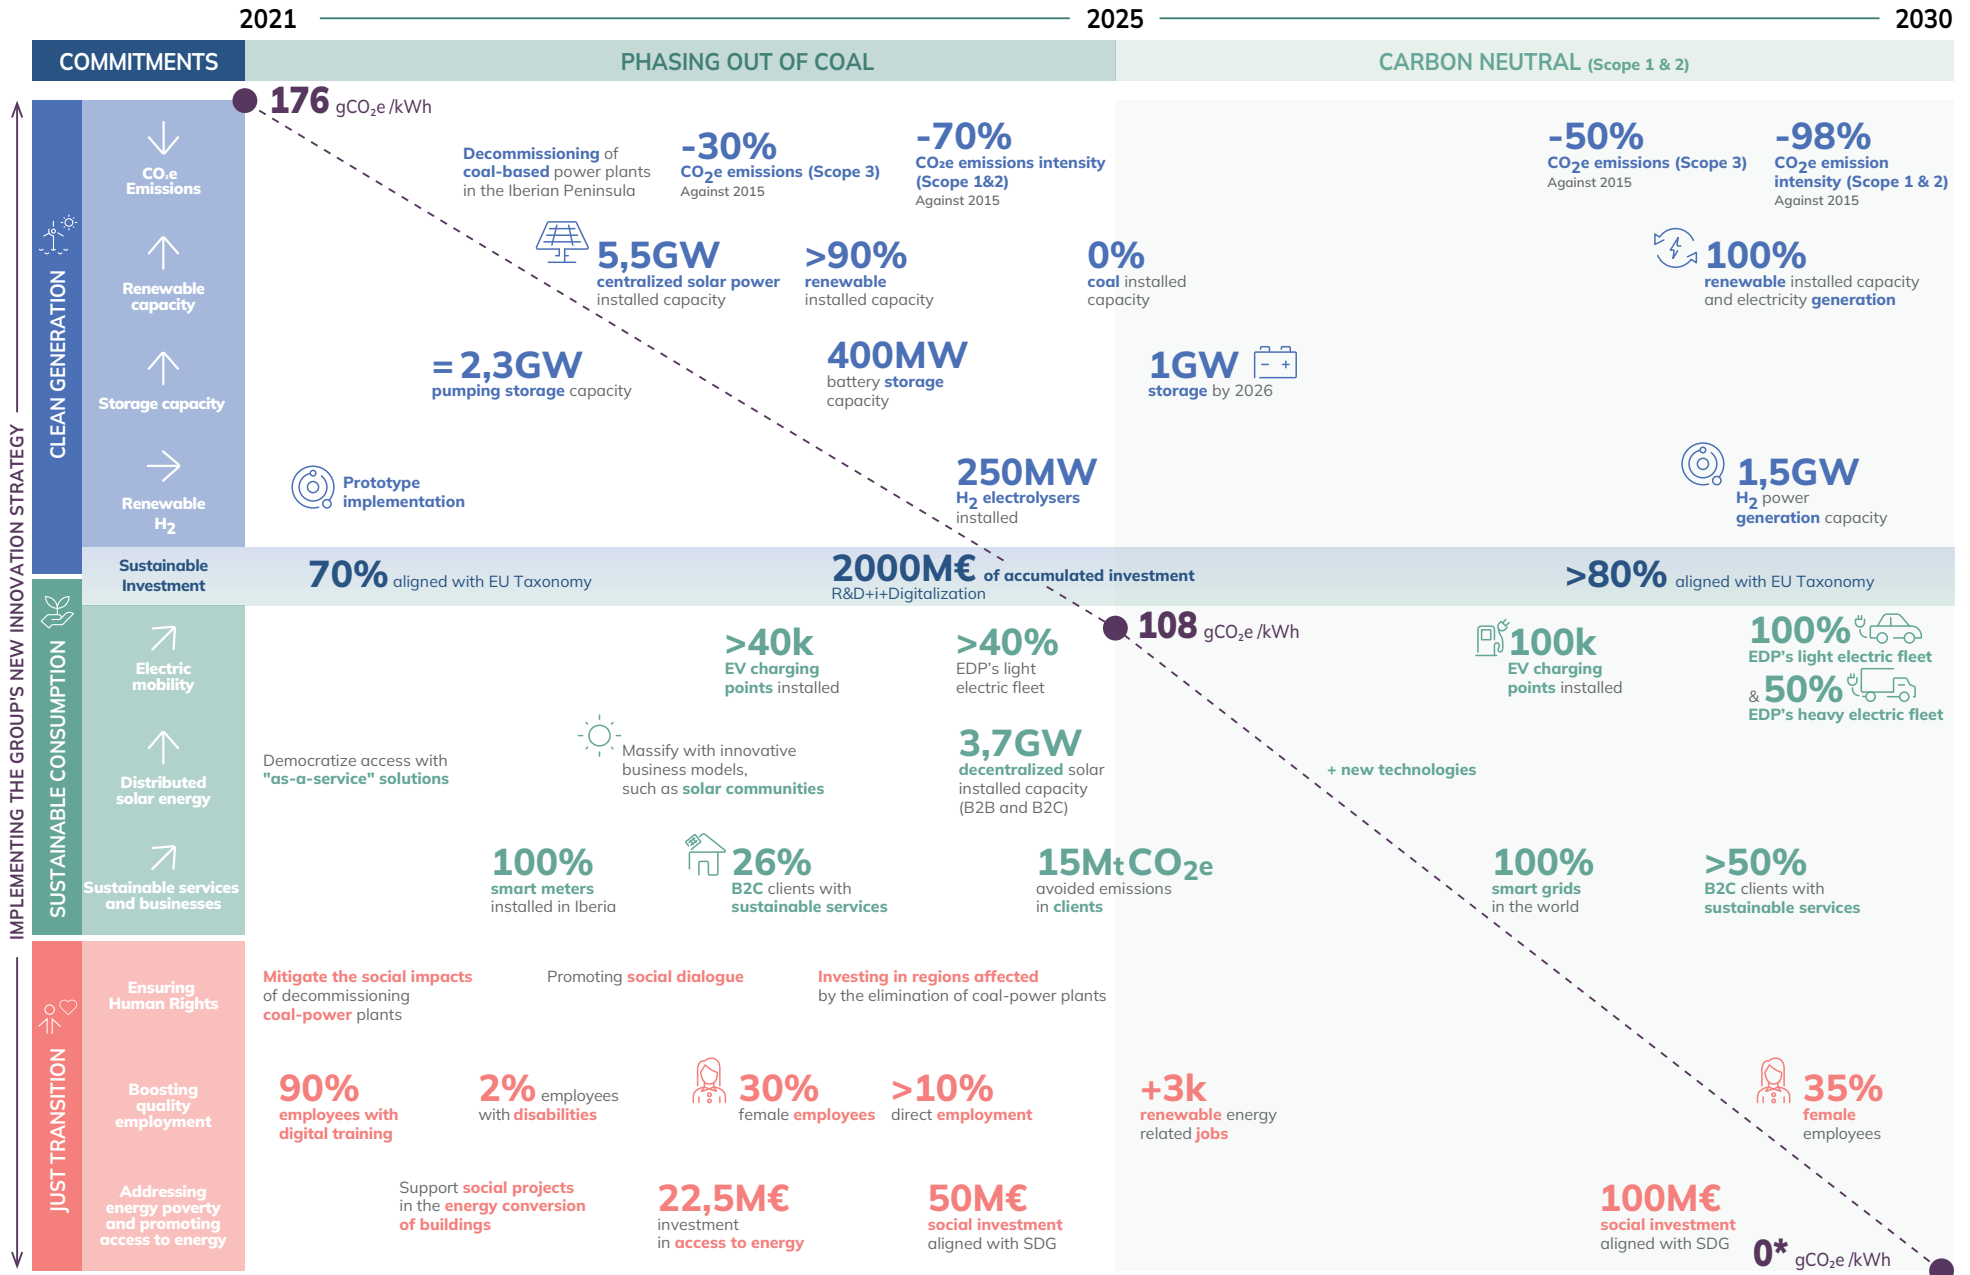 2021
2025
2030
COMMITMENTS
PHASING OUT OF COAL
CARBON NEUTRAL (Scope 1 & 2)
IMPLEMENTING THE GROUP'S NEW INNOVATION STRATEGY
176 gCO₂e/kWh
CLEAN GENERATION
CO₂e
Emissions
Decommissioning of
coal-based power plants
in the Iberian Peninsula
-30%
CO₂e emissions (Scope 3)
Against 2015
-70%
CO₂e emissions intensity
(Scope 1&2)
Against 2015
-50%
CO₂e emissions (Scope 3)
Against 2015
-98%
CO₂e emission
intensity (Scope 1 & 2)
Against 2015
Renewable
capacity
5,5GW
centralized solar power
installed capacity
>90%
renewable
installed capacity
0%
coal installed
capacity
100%
renewable installed capacity
and electricity generation
Storage capacity
= 2,3GW
pumping storage capacity
400MW
battery storage
capacity
1GW
storage by 2026
Renewable
H₂
Prototype
implementation
250MW
H₂ electrolysers
installed
1,5GW
H₂ power
generation capacity
Sustainable
Investment
70% aligned with EU Taxonomy
2000M€ of accumulated investment
R&D+i+Digitalization
>80% aligned with EU Taxonomy
108 gCO₂e/kWh
SUSTAINABLE CONSUMPTION
Electric
mobility
>40k
EV charging
points installed
>40%
EDP's light
electric fleet
100k
EV charging
points installed
100%
EDP's light electric fleet
& 50%
EDP's heavy electric fleet
Distributed
solar energy
Democratize access with
"as-a-service" solutions
Massify with innovative
business models,
such as solar communities
3,7GW
decentralized solar
installed capacity
(B2B and B2C)
+ new technologies
Sustainable services
and businesses
100%
smart meters
installed in Iberia
26%
B2C clients with
sustainable services
15MtCO₂e
avoided emissions
in clients
100%
smart grids
in the world
>50%
B2C clients with
sustainable services
JUST TRANSITION
Ensuring
Human Rights
Mitigate the social impacts
of decommissioning
coal-power plants
Promoting social dialogue
Investing in regions affected
by the elimination of coal-power plants
Boosting
quality
employment
90%
employees with
digital training
2% employees
with disabilities
30%
female employees
>10%
direct employment
+3k
renewable energy
related jobs
35%
female
employees
Addressing
energy poverty
and promoting
access to energy
Support social projects
in the energy conversion
of buildings
22,5M€
investment
in access to energy
50M€
social investment
aligned with SDG
100M€
social investment
aligned with SDG
0* gCO₂e/kWh